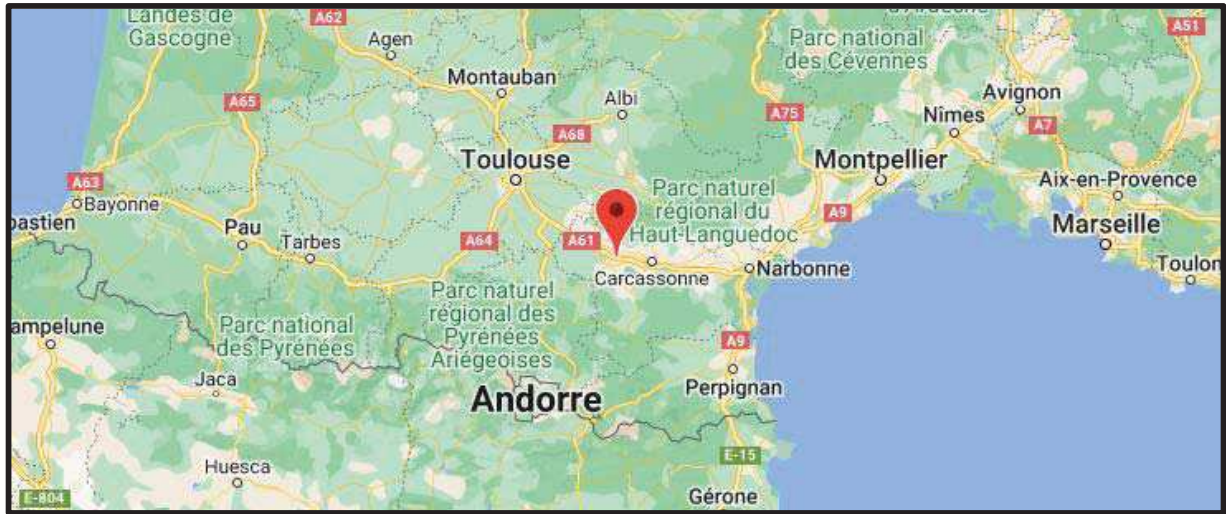 Landes de
Gascogne
A62
Agen
Parc national
des Cévennes
A51
Montauban
Albi
Avignon
A65
A75
Nîmes
A7
A68
Toulouse
Montpellier
A63
Bayonne
Parc naturel
régional du
Haut-Languedoc
Aix-en-Provence
A9
bastien
Pau
Tarbes
A64
A61
Marseille
Carcassonne
Narbonne
Toulon
Parc naturel
régional des
Pyrénées
Ariégeoises
ampelune
Parc national
des Pyrénées
A9
Jaca
Andorre
Perpignan
Huesca
E-15
E-804
Gérone